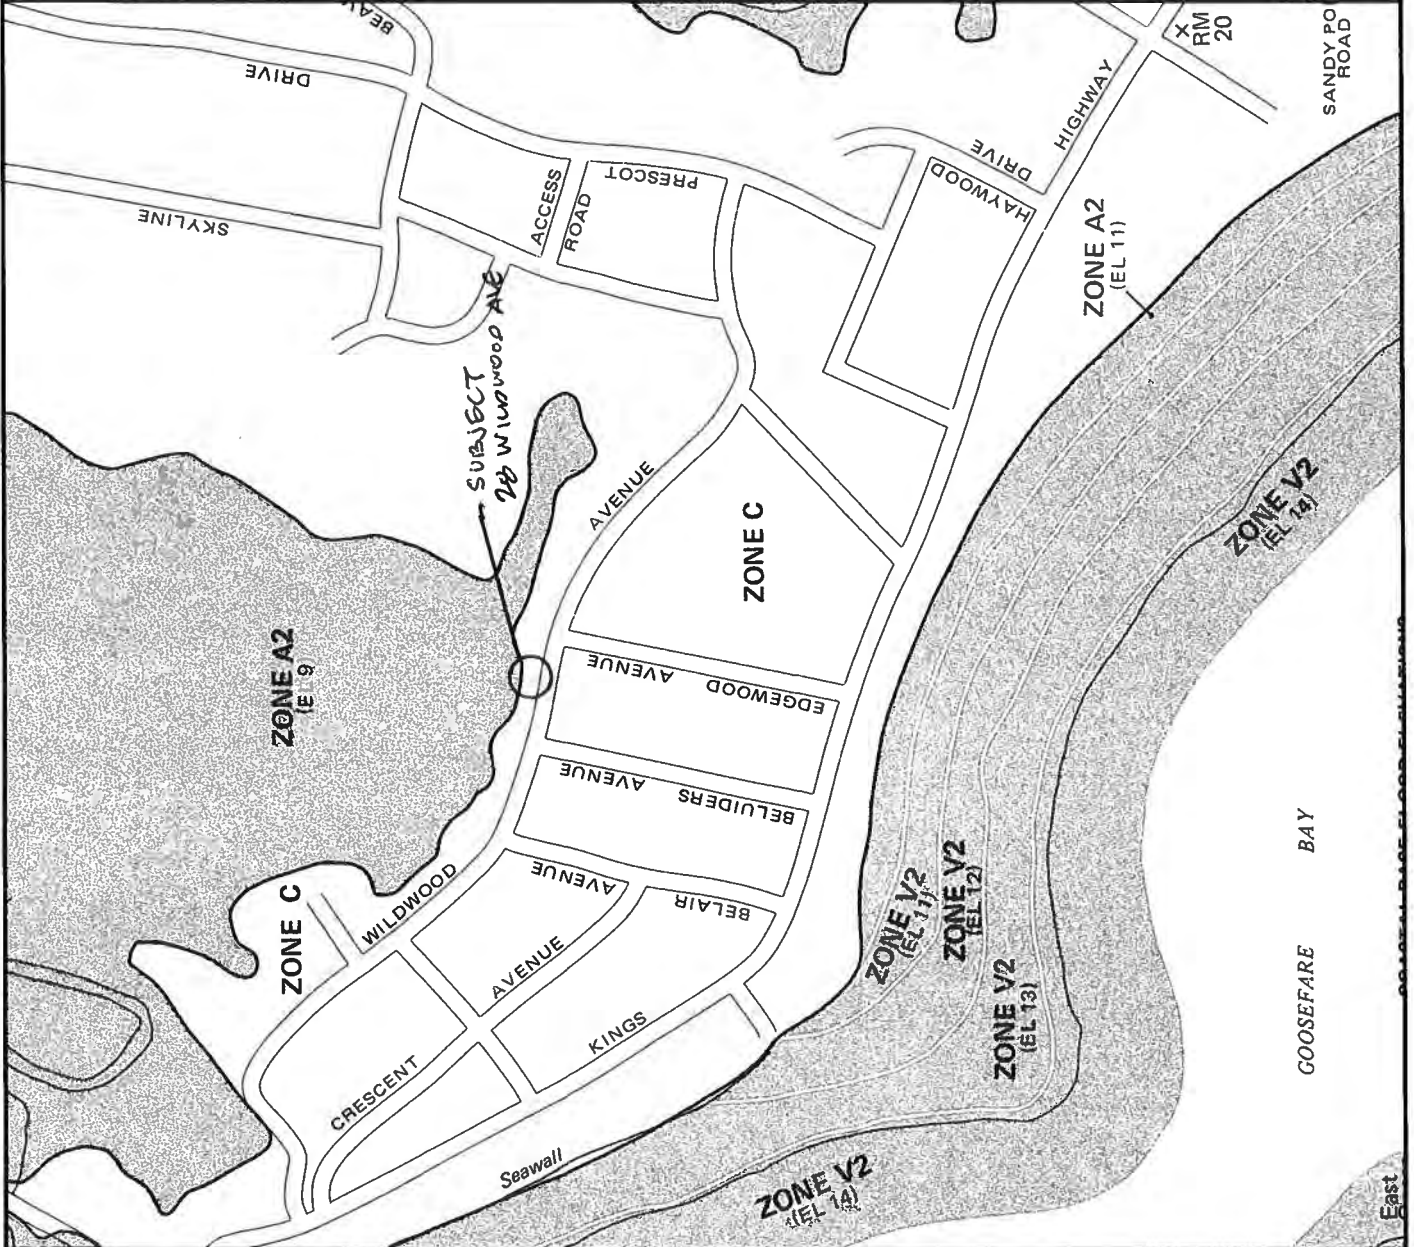 DRIVE
SKYLINE
ACCESS
ROAD
PRESCOT
DRIVE
HAYWOOD
HIGHWAY
RM
20
ROAD
ZONE A2
(EL 11)
SUBJECT
28 WILDWOOD AVE
AVENUE
ZONE C
ZONE V2
(EL 14)
ZONE A2
9
AVENUE
EDGEWOOD
AVENUE
BELUIDERS
AVENUE
BELAIR
WILDWOOD
ZONE C
AVENUE
CRESCENT
KINGS
Seawall
ZONE V2
(EL 11)
ZONE V2
(EL 12)
ZONE V2
(EL 13)
ZONE V2
(EL 14)
GOOSEFARE BAY
East